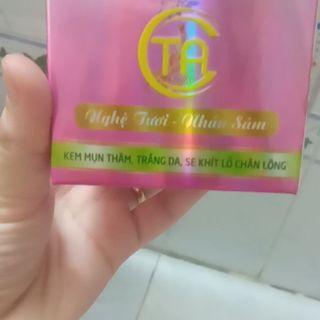 TA
Nghệ Tươi - Nhân Sâm
KEM MỤN THÂM, TRẮNG DA, SE KHÍT LỖ CHÂN LÔNG